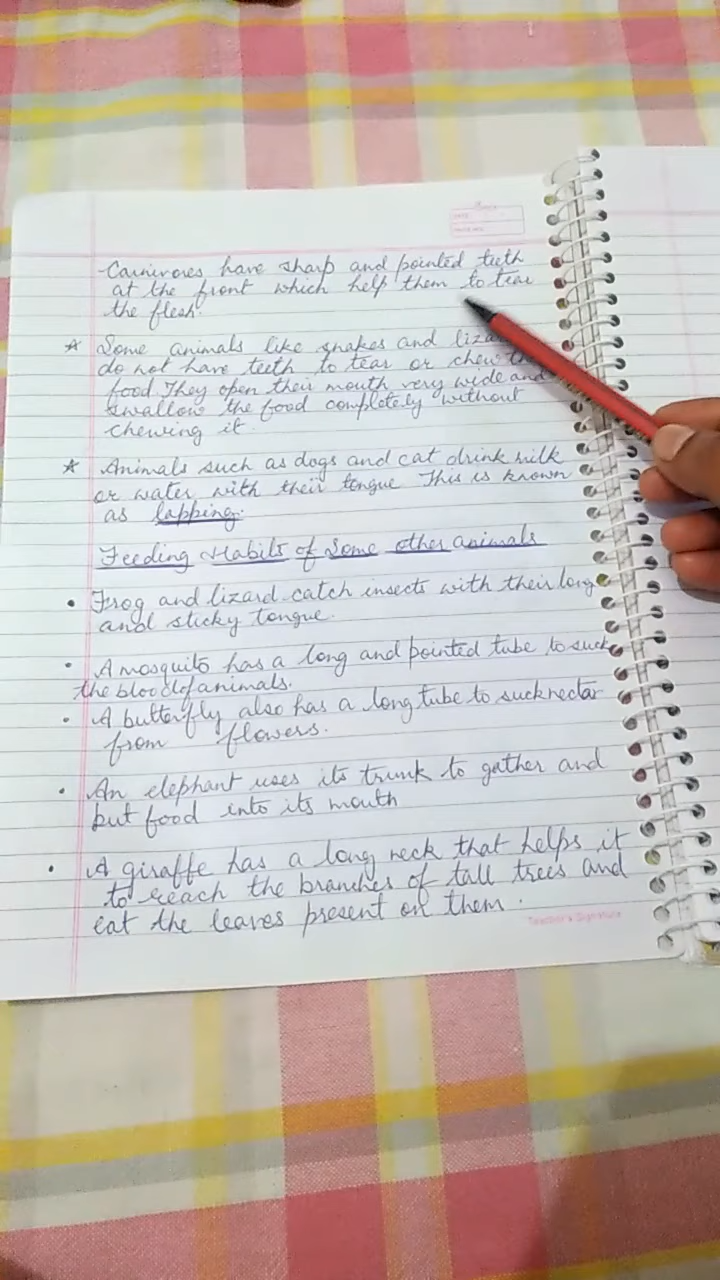 - Carnivores have sharp and pointed teeth
at the front which help them to tear
the flesh.
* Some animals like snakes and
do not have teeth to tear or chew
food They open their mouth very wide and
swallow the food completely without
chewing it.
* Animals such as dogs and cat drink milk
or water with their tongue This is known
as lapping.
Feeding Habits of Some other animals
• Frog and lizard catch insects with their long
and sticky tongue.
• A mosquito has a long and pointed tube to suck
the blood of animals.
• A butterfly also has a long tube to suck nectar
from flowers.
• An elephant uses its trunk to gather and
but food into its mouth
• A giraffe has a long neck that helps it
to reach the branches of tall trees and
eat the leaves present on them.
Teacher's Signature